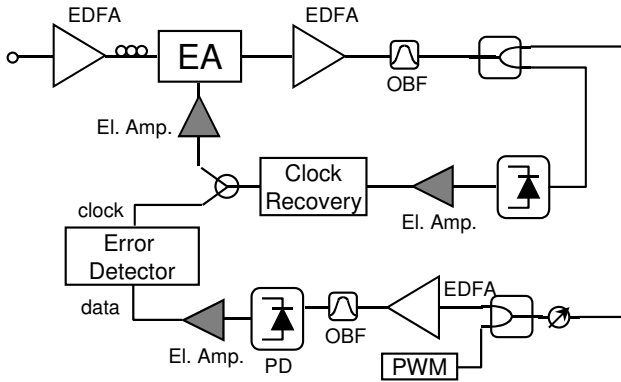 EDFA
EDFA
EA
OBF
El. Amp.
Clock
Recovery
El. Amp.
clock
Error
Detector
data
EDFA
El. Amp.
PD
OBF
PWM